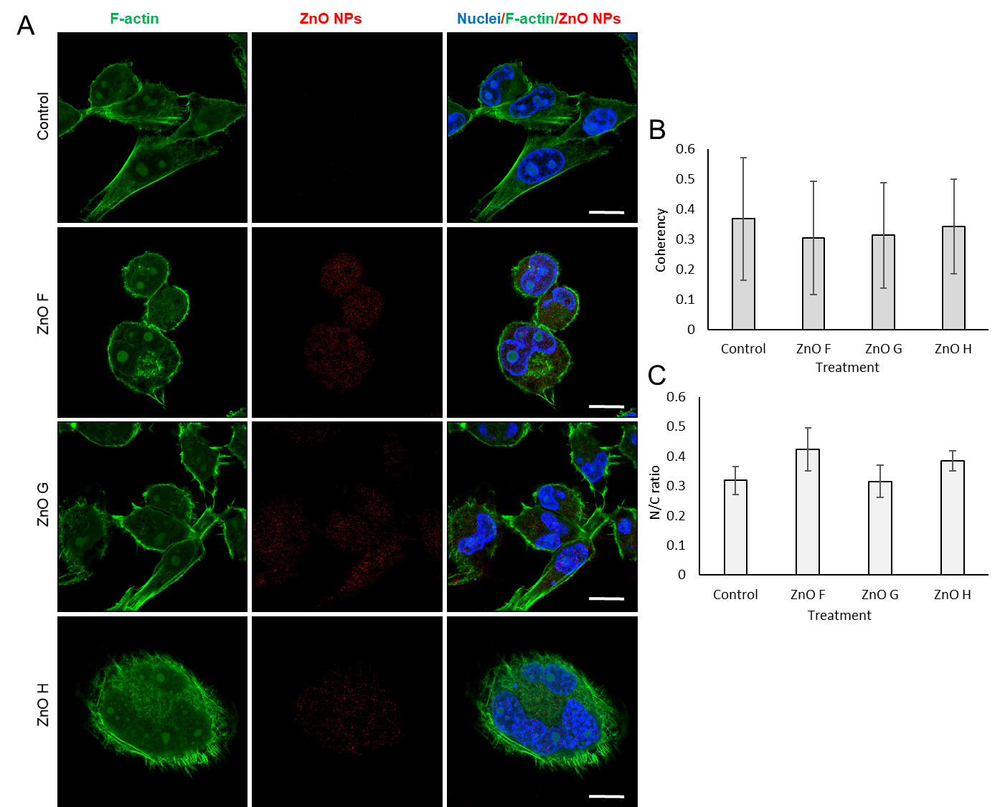 A
F-actin
ZnO NPs
Nuclei/F-actin/ZnO NPs
Control
ZnO F
ZnO G
ZnO H
B
0.6
0.5
0.4
0.3
0.2
0.1
0
Coherency
Control
ZnO F
ZnO G
ZnO H
Treatment
C
0.6
0.5
0.4
0.3
0.2
0.1
0
N/C ratio
Control
ZnO F
ZnO G
ZnO H
Treatment